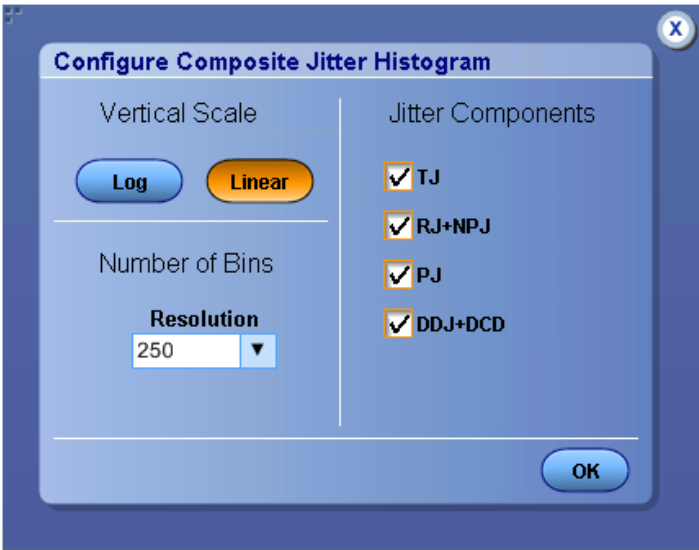 X
Configure Composite Jitter Histogram
Vertical Scale
Log
Linear
Number of Bins
Resolution
250
Jitter Components
TJ
RJ+NPJ
PJ
DDJ+DCD
OK